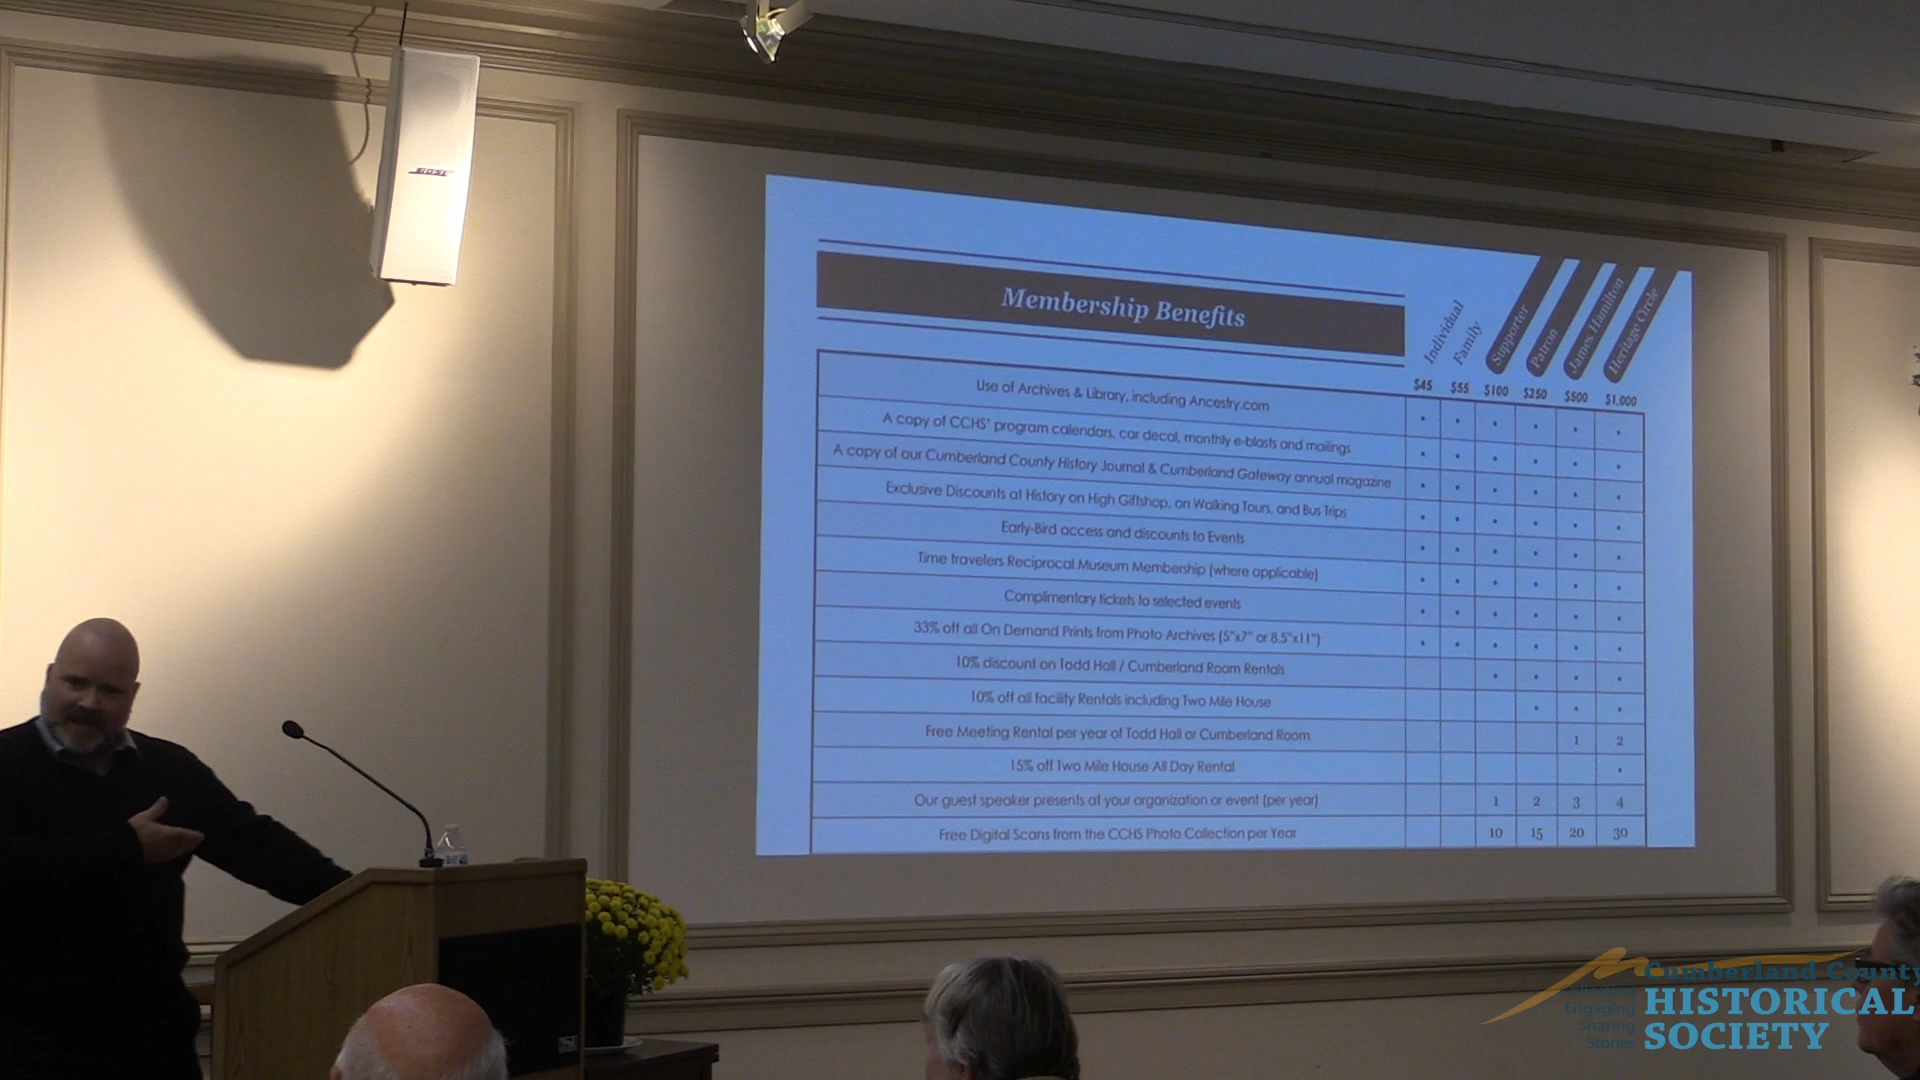 BOSE
Membership Benefits
Individual
Family
Supporter
Patron
James Hamilton
Heritage Circle
$45 $55 $100 $250 $500 $1,000
Use of Archives & Library, including Ancestry.com • • • • • •
A copy of CCHS' program calendars, car decal, monthly e-blasts and mailings • • • • • •
A copy of our Cumberland County History Journal & Cumberland Gateway annual magazine • • • • • •
Exclusive Discounts at History on High Giftshop, on Walking Tours, and Bus Trips • • • • • •
Early-Bird access and discounts to Events • • • • • •
Time travelers Reciprocal Museum Membership (where applicable) • • • • • •
Complimentary tickets to selected events • • • • • •
33% off all On Demand Prints from Photo Archives (5"x7" or 8.5"x11") • • • • • •
10% discount on Todd Hall / Cumberland Room Rentals • • • •
10% off all facility Rentals including Two Mile House • • •
Free Meeting Rental per year of Todd Hall or Cumberland Room 1 2
15% off Two Mile House All Day Rental •
Our guest speaker presents at your organization or event (per year) 1 2 3 4
Free Digital Scans from the CCHS Photo Collection per Year 10 15 20 30
Cumberland County
HISTORICAL
SOCIETY
Engaging
Sharing
Stories